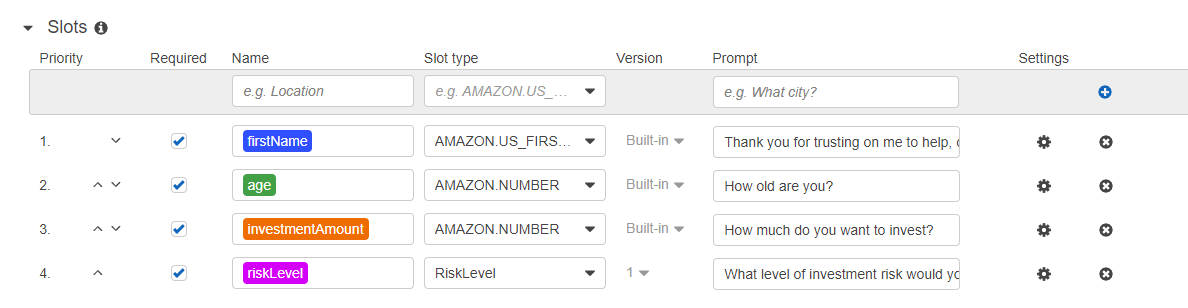 Slots
Priority Required Name Slot type Version Prompt Settings
e.g. Location e.g. AMAZON.US_... e.g. What city?
1. firstName AMAZON.US_FIRS... Built-in Thank you for trusting on me to help,
2. age AMAZON.NUMBER Built-in How old are you?
3. investmentAmount AMAZON.NUMBER Built-in How much do you want to invest?
4. riskLevel RiskLevel 1 What level of investment risk would yo